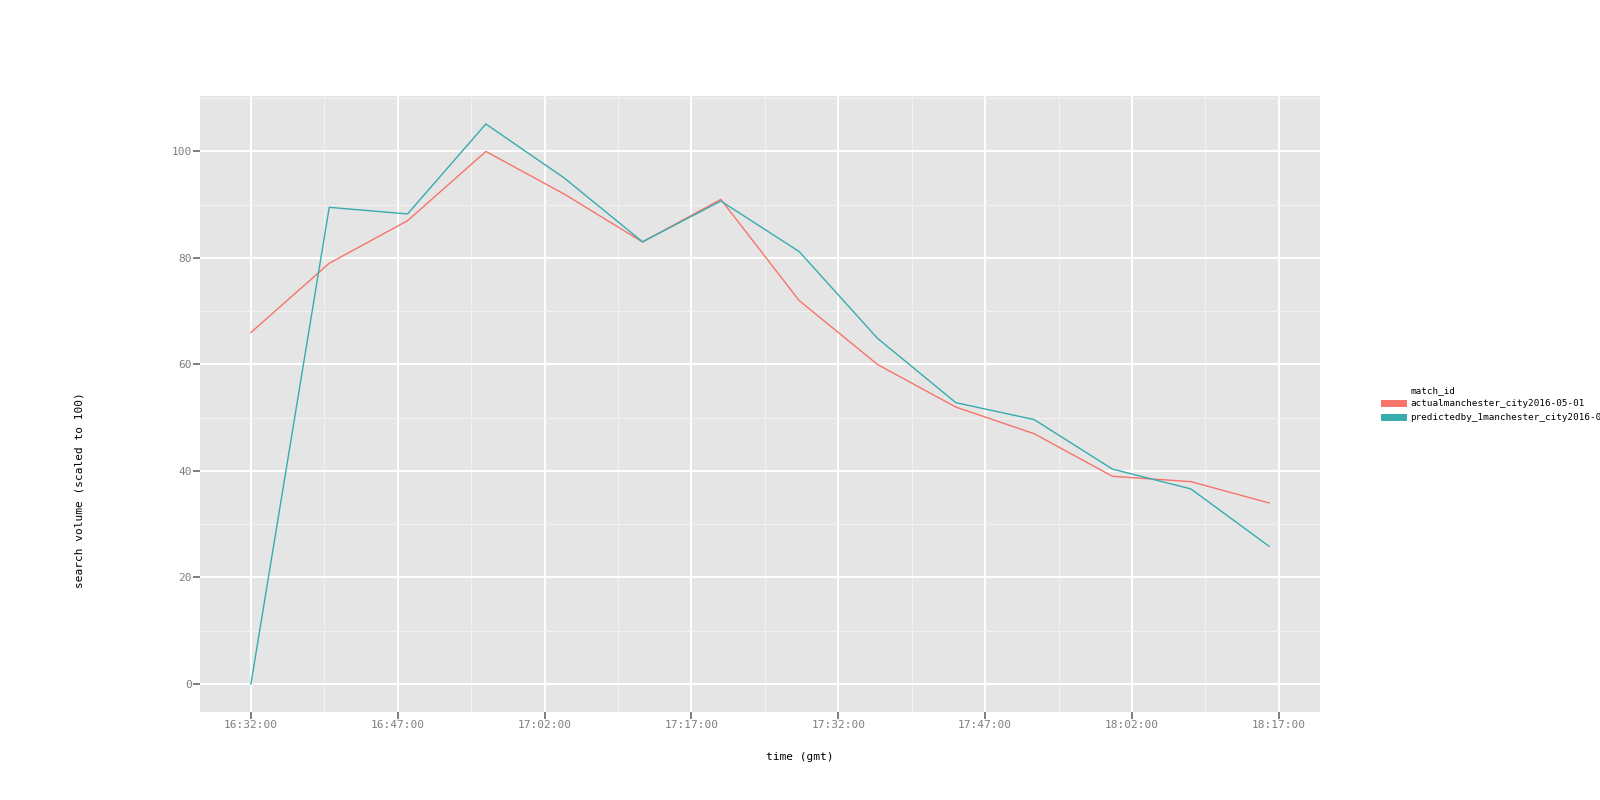 100
80
60
40
20
0
search volume (scaled to 100)
16:32:00 16:47:00 17:02:00 17:17:00 17:32:00 17:47:00 18:02:00 18:17:00
time (gmt)
match_id
actualmanchester_city2016-05-01
predictedby_1manchester_city2016-0